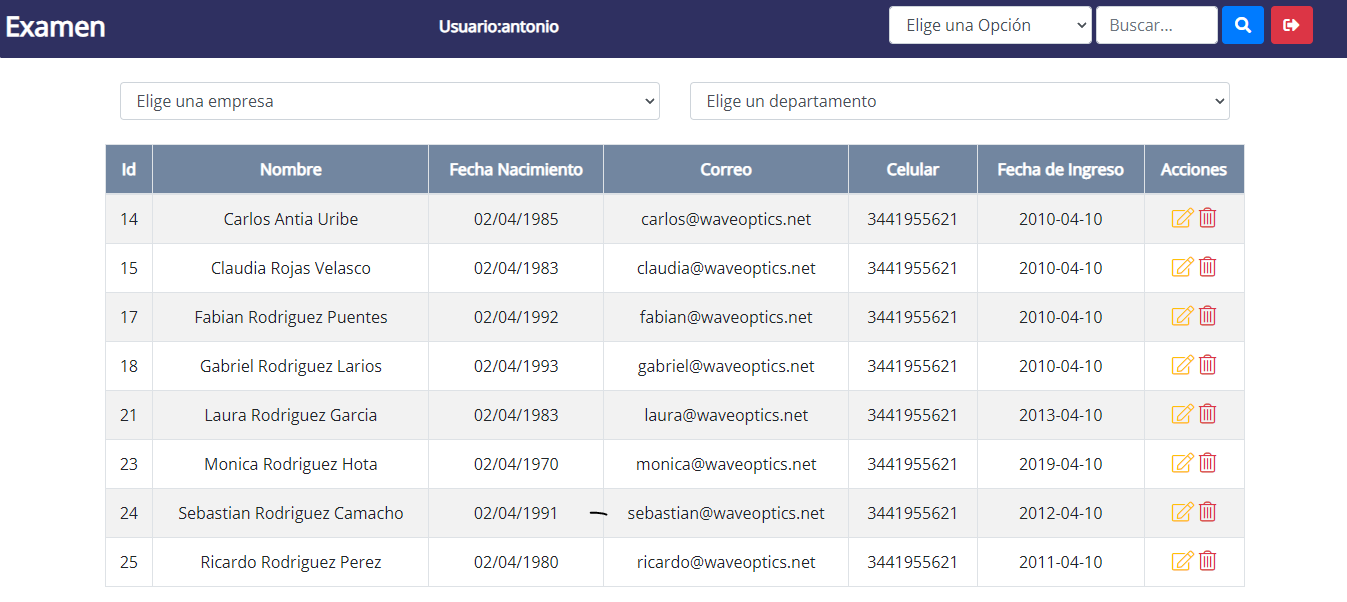 Examen Usuario:antonio Elige una Opción Buscar...
Elige una empresa Elige un departamento
Id Nombre Fecha Nacimiento Correo Celular Fecha de Ingreso Acciones
14 Carlos Antia Uribe 02/04/1985 carlos@waveoptics.net 3441955621 2010-04-10
15 Claudia Rojas Velasco 02/04/1983 claudia@waveoptics.net 3441955621 2010-04-10
17 Fabian Rodriguez Puentes 02/04/1992 fabian@waveoptics.net 3441955621 2010-04-10
18 Gabriel Rodriguez Larios 02/04/1993 gabriel@waveoptics.net 3441955621 2010-04-10
21 Laura Rodriguez Garcia 02/04/1983 laura@waveoptics.net 3441955621 2013-04-10
23 Monica Rodriguez Hota 02/04/1970 monica@waveoptics.net 3441955621 2019-04-10
24 Sebastian Rodriguez Camacho 02/04/1991 sebastian@waveoptics.net 3441955621 2012-04-10
25 Ricardo Rodriguez Perez 02/04/1980 ricardo@waveoptics.net 3441955621 2011-04-10